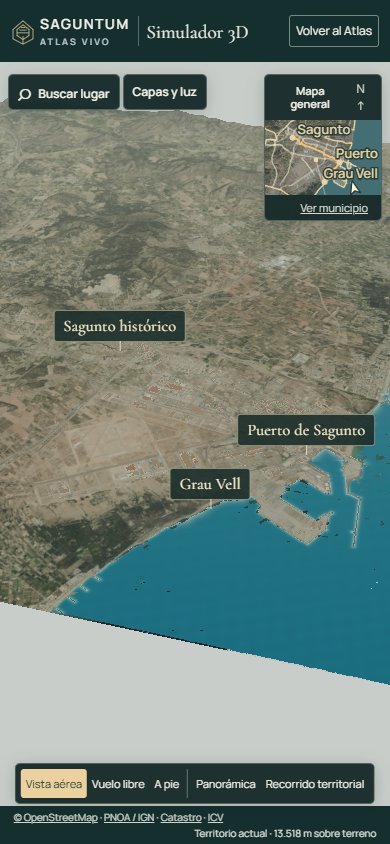 SAGUNTUM
ATLAS VIVO
Simulador 3D
Volver al Atlas
Buscar lugar
Capas y luz
Mapa general
N
↑
Sagunto
Puerto
Grau Vell
Ver municipio
Sagunto histórico
Puerto de Sagunto
Grau Vell
Vista aérea
Vuelo libre
A pie
Panorámica
Recorrido territorial
© OpenStreetMap · PNOA / IGN · Catastro · ICV
Territorio actual · 13.518 m sobre terreno